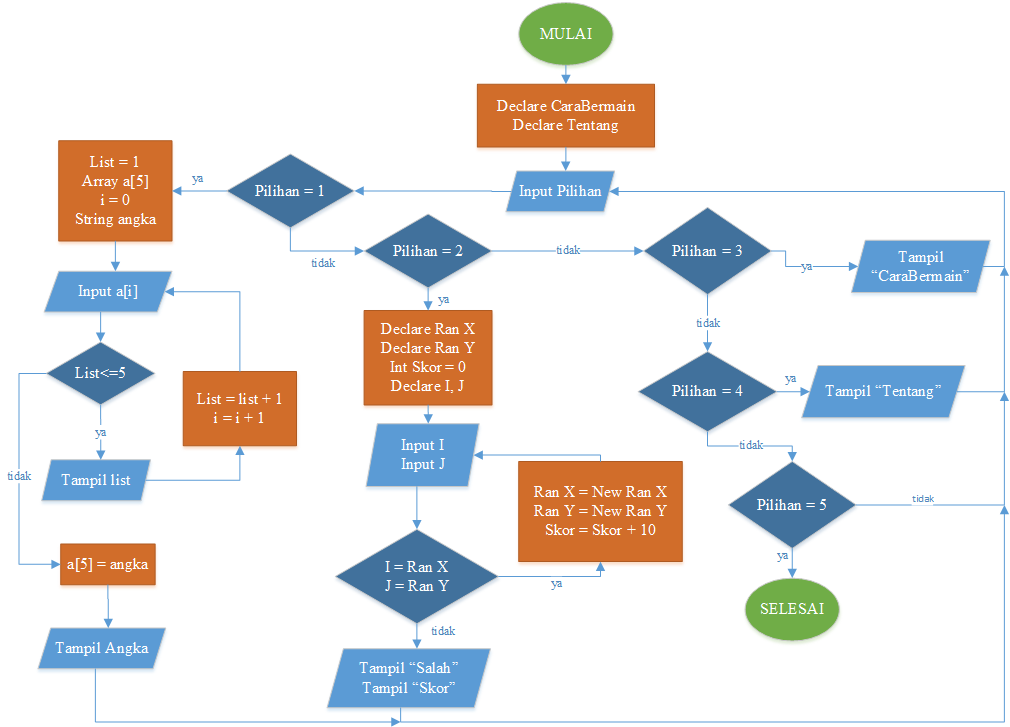 MULAI
Declare CaraBermain
Declare Tentang
Input Pilihan
Pilihan = 1
ya
tidak
List = 1
Array a[5]
i = 0
String angka
Input a[i]
List<=5
ya
tidak
Tampil list
List = list + 1
i = i + 1
a[5] = angka
Tampil Angka
Pilihan = 2
ya
tidak
Declare Ran X
Declare Ran Y
Int Skor = 0
Declare I, J
Input I
Input J
I = Ran X
J = Ran Y
ya
tidak
Ran X = New Ran X
Ran Y = New Ran Y
Skor = Skor + 10
Tampil “Salah”
Tampil “Skor”
Pilihan = 3
ya
tidak
Tampil
“CaraBermain”
Pilihan = 4
ya
tidak
Tampil “Tentang”
Pilihan = 5
tidak
ya
SELESAI